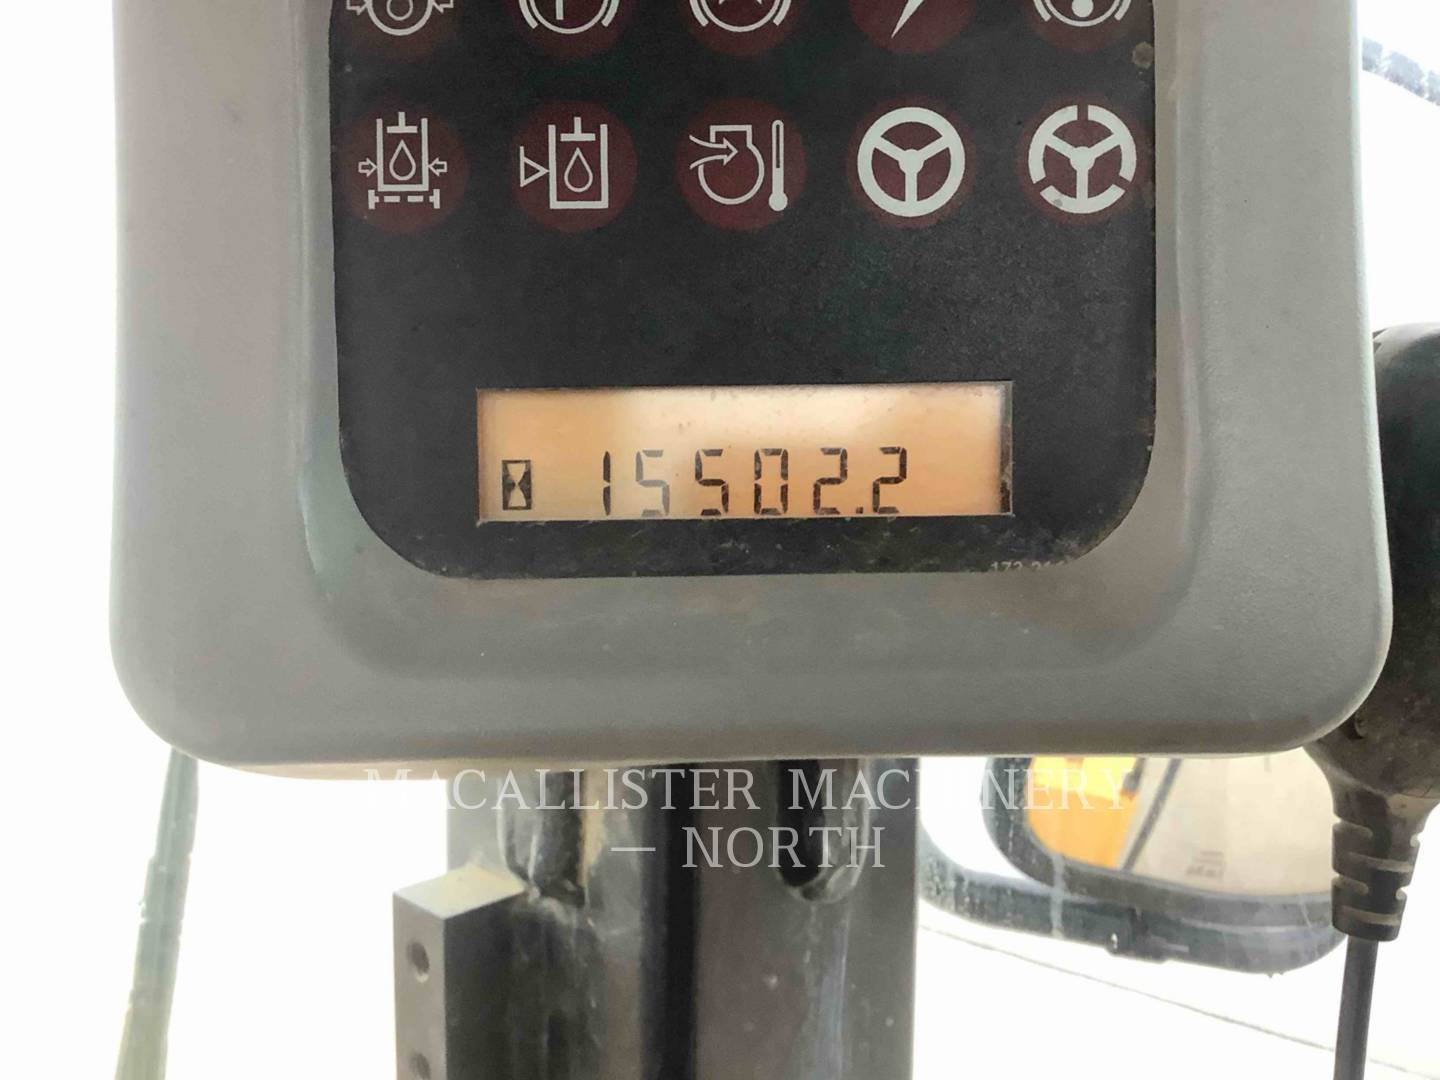 15502.2
MACALLISTER MACHINERY
— NORTH